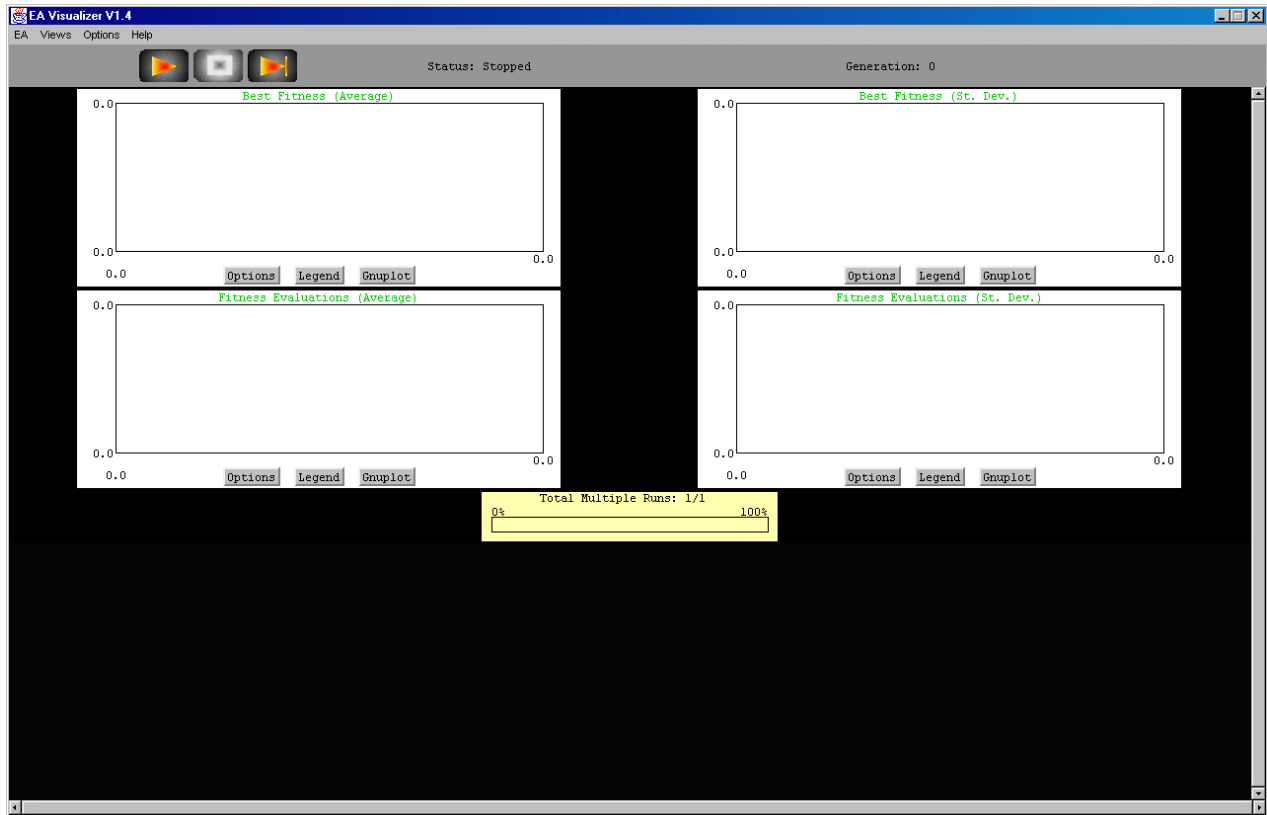 EA Visualizer V1.4
EA Views Options Help
Status: Stopped Generation: 0
Best Fitness (Average)
0.0
0.0
0.0
0.0
Options Legend Gnuplot
Best Fitness (St. Dev.)
0.0
0.0
0.0
0.0
Options Legend Gnuplot
Fitness Evaluations (Average)
0.0
0.0
0.0
0.0
Options Legend Gnuplot
Fitness Evaluations (St. Dev.)
0.0
0.0
0.0
0.0
Options Legend Gnuplot
Total Multiple Runs: 1/1
0% 100%